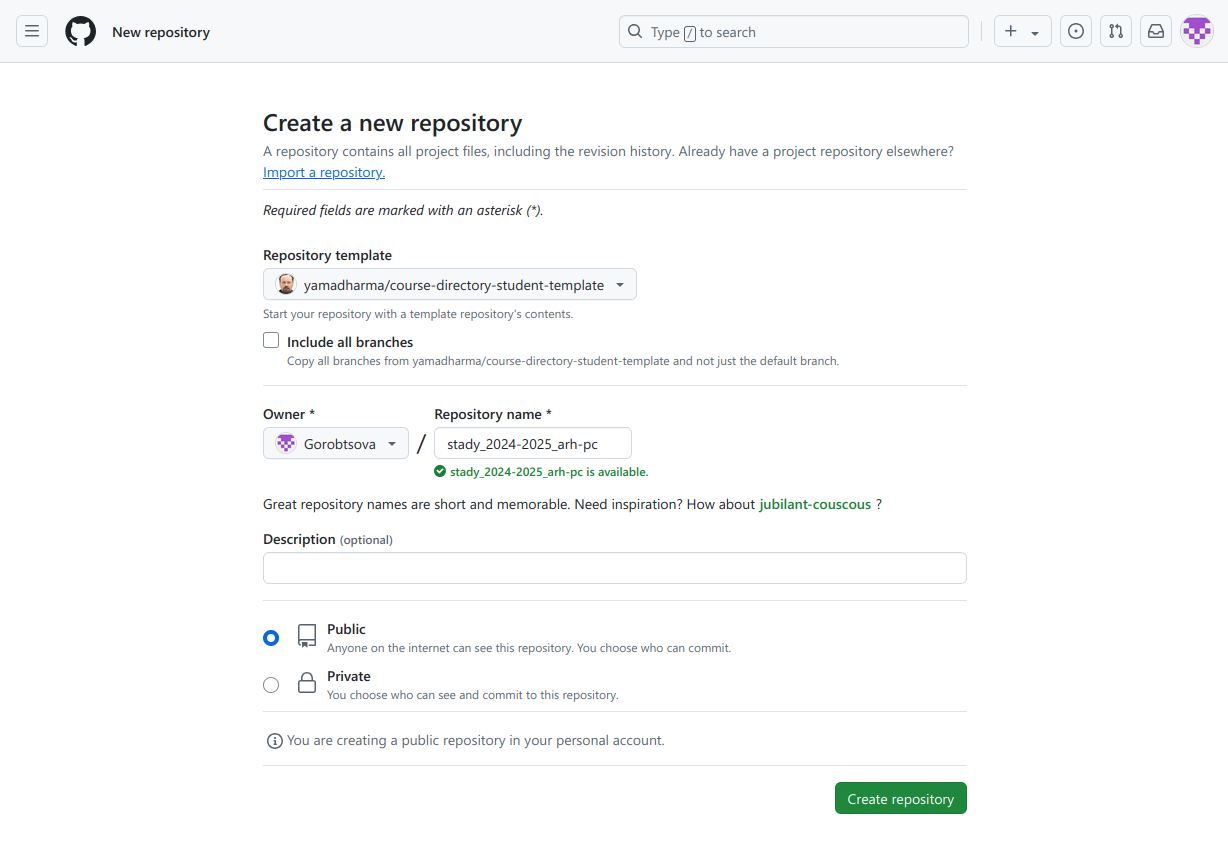 New repository
Type / to search
Create a new repository
A repository contains all project files, including the revision history. Already have a project repository elsewhere?
Import a repository.
Required fields are marked with an asterisk (*).
Repository template
yamadharma/course-directory-student-template
Start your repository with a template repository's contents.
Include all branches
Copy all branches from yamadharma/course-directory-student-template and not just the default branch.
Owner * Repository name *
Gorobtsova / stady_2024-2025_arh-pc
stady_2024-2025_arh-pc is available.
Great repository names are short and memorable. Need inspiration? How about jubilant-couscous ?
Description (optional)
Public
Anyone on the internet can see this repository. You choose who can commit.
Private
You choose who can see and commit to this repository.
You are creating a public repository in your personal account.
Create repository